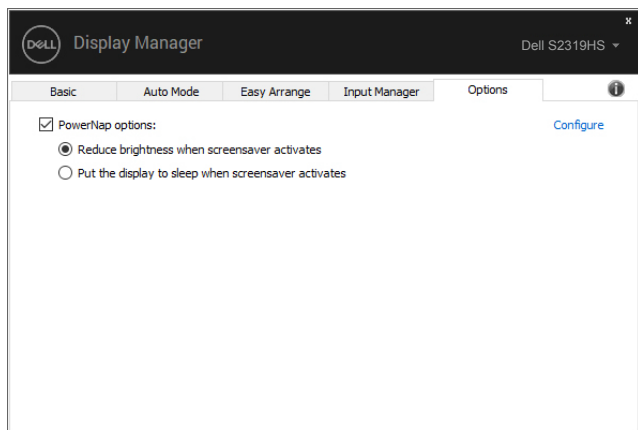 DELL Display Manager
x
Dell S2319HS
Basic Auto Mode Easy Arrange Input Manager Options i
PowerNap options: Configure
Reduce brightness when screensaver activates
Put the display to sleep when screensaver activates